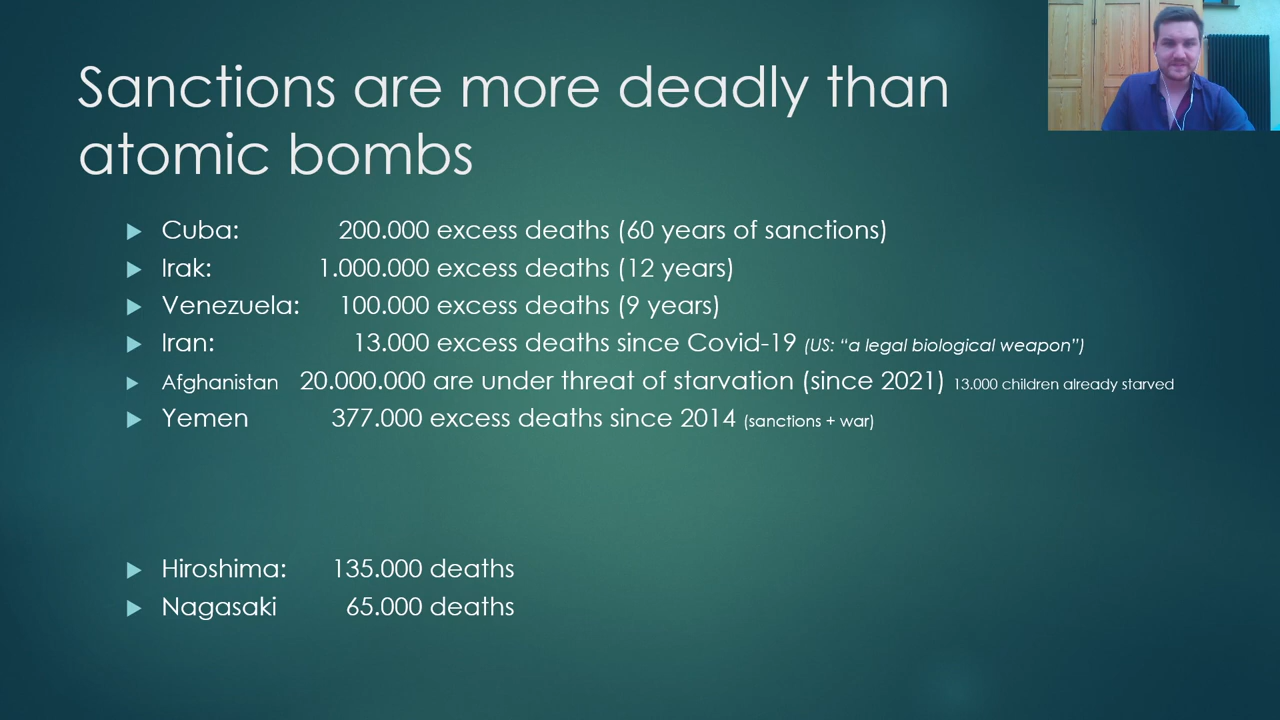 Sanctions are more deadly than
atomic bombs
Cuba: 200.000 excess deaths (60 years of sanctions)
Irak: 1.000.000 excess deaths (12 years)
Venezuela: 100.000 excess deaths (9 years)
Iran: 13.000 excess deaths since Covid-19 (US: “a legal biological weapon”)
Afghanistan 20.000.000 are under threat of starvation (since 2021) 13.000 children already starved
Yemen 377.000 excess deaths since 2014 (sanctions + war)
Hiroshima: 135.000 deaths
Nagasaki 65.000 deaths